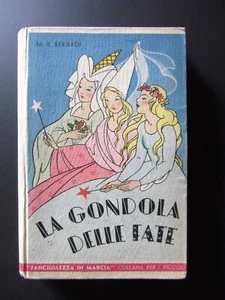 M. R. BERARDI
LA GONDOLA
DELLE FATE
"FANCIULLEZZA IN MARCIA" COLLANA PER I PICCOLI